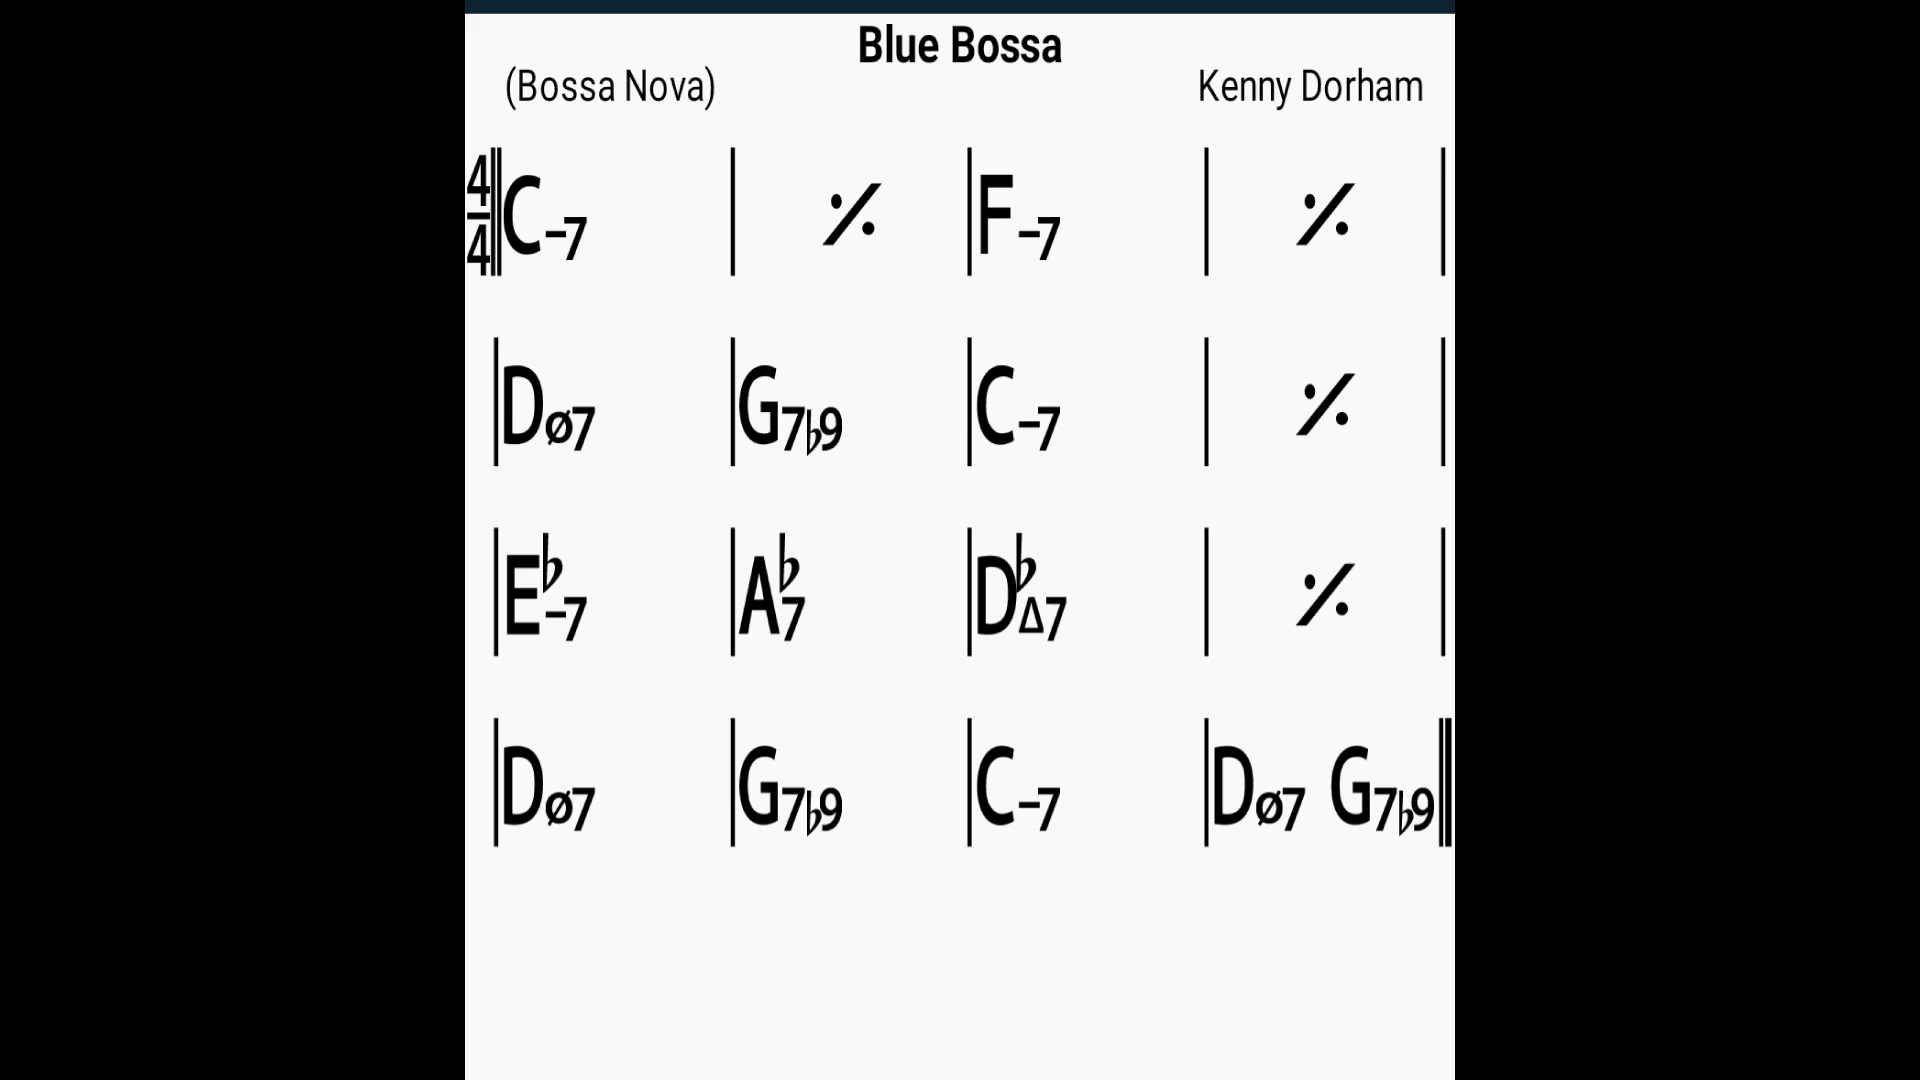 Blue Bossa
(Bossa Nova) Kenny Dorham
4/4 C-7 | 𝄎 | F-7 | 𝄎 |
| Dø7 | G7♭9 | C-7 | 𝄎 |
| E♭-7 | A♭7 | D♭Δ7 | 𝄎 |
| Dø7 | G7♭9 | C-7 | Dø7 G7♭9 ||